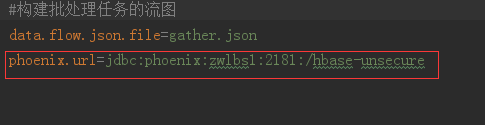 #构建批处理任务的流图
data.flow.json.file=gather.json
phoenix.url=jdbc:phoenix:zwlbs1:2181:/hbase-unsecure